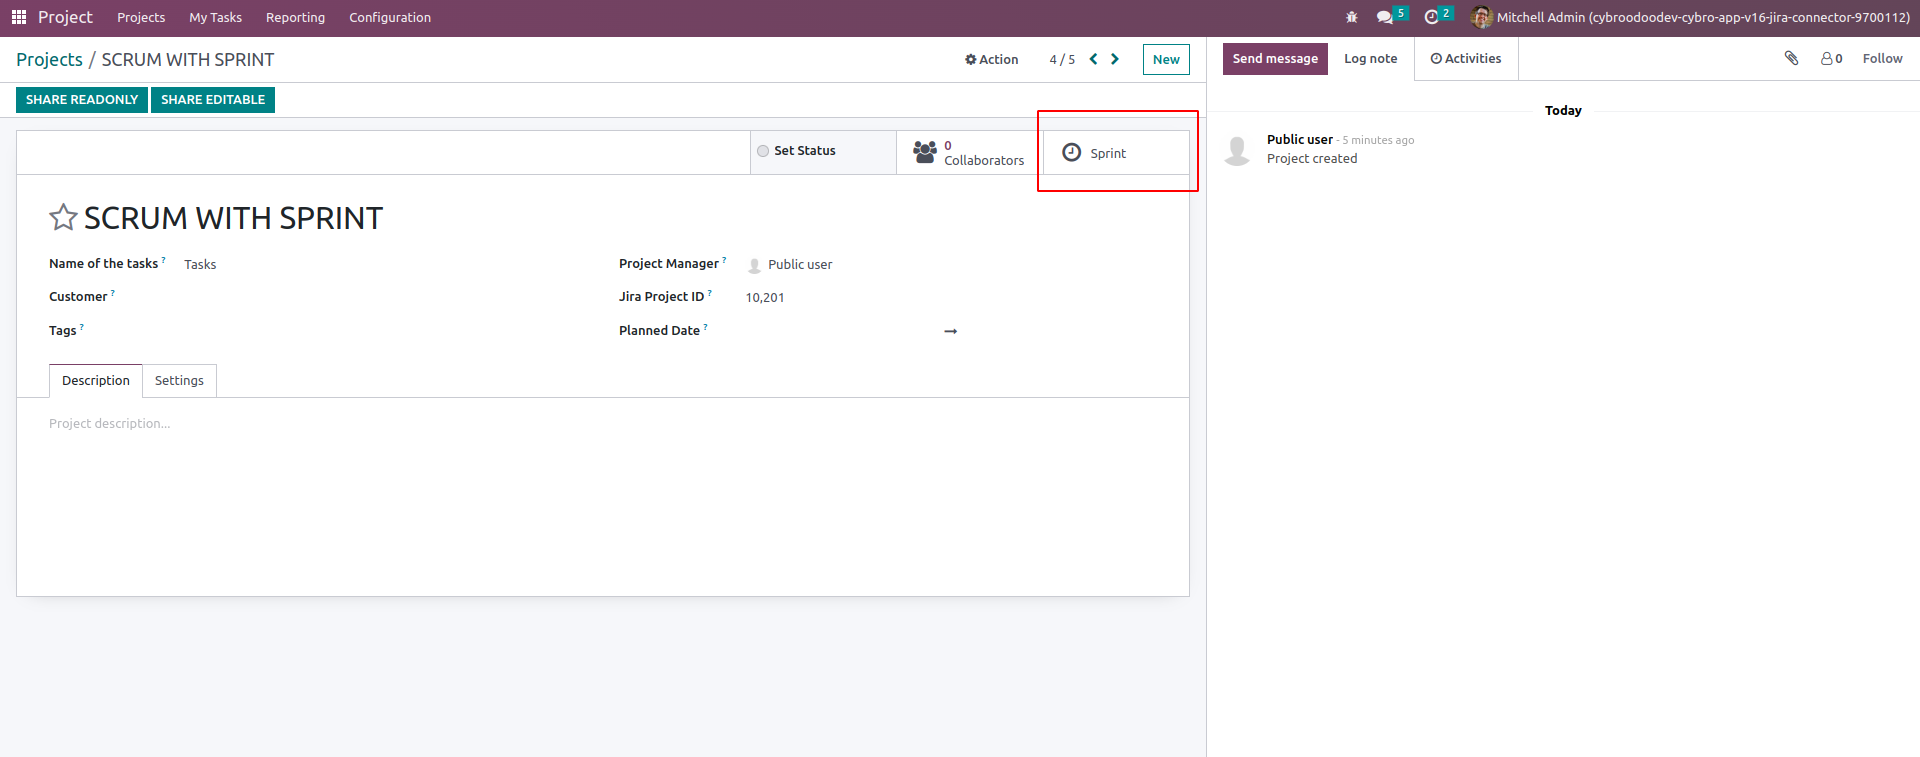 Project Projects My Tasks Reporting Configuration 5 2 Mitchell Admin (cybroodoodev-cybro-app-v16-jira-connector-9700112)
Projects / SCRUM WITH SPRINT Action 4 / 5 New
SHARE READONLY SHARE EDITABLE
Set Status 0 Collaborators Sprint
SCRUM WITH SPRINT
Name of the tasks ? Tasks
Project Manager ? Public user
Customer ?
Jira Project ID ? 10,201
Tags ?
Planned Date ?
Description Settings
Project description...
Send message Log note Activities 0 Follow
Today
Public user - 5 minutes ago
Project created